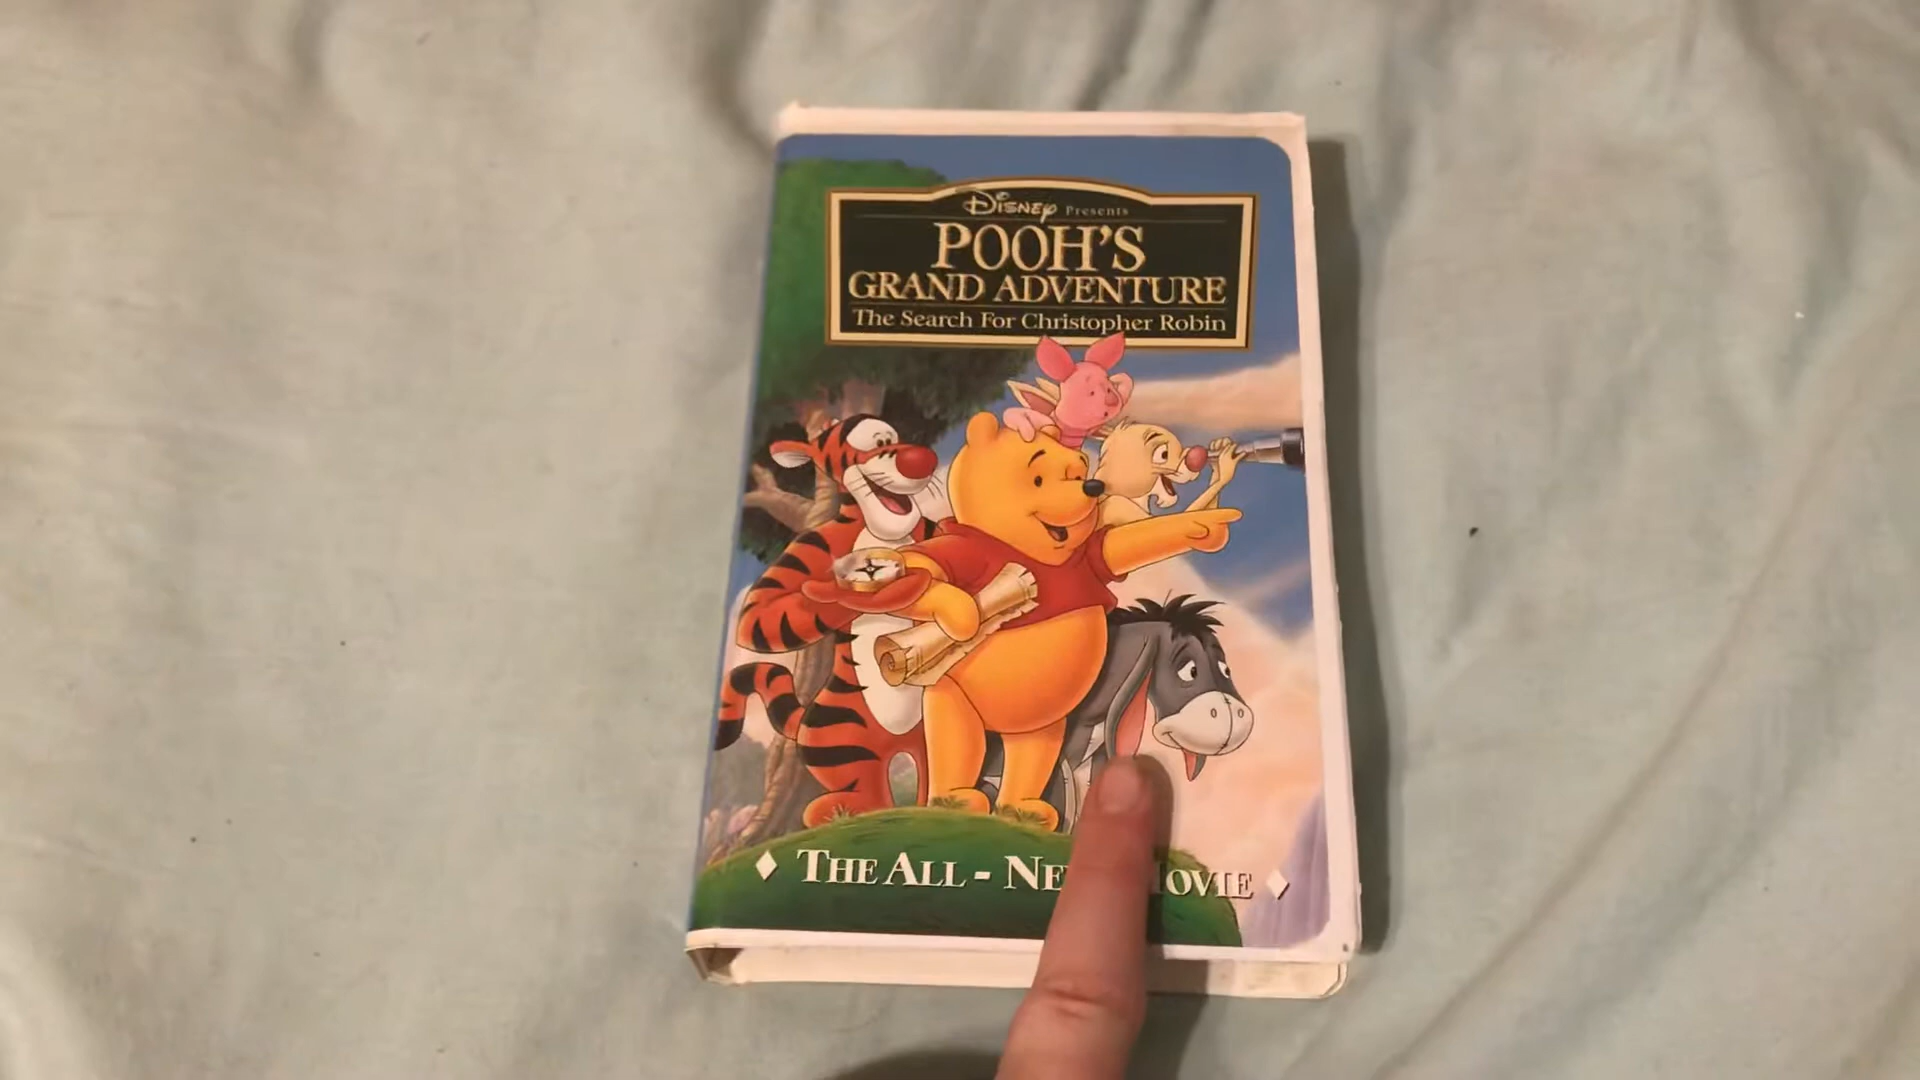 Disney Presents
POOH'S
GRAND ADVENTURE
The Search For Christopher Robin
THE ALL-